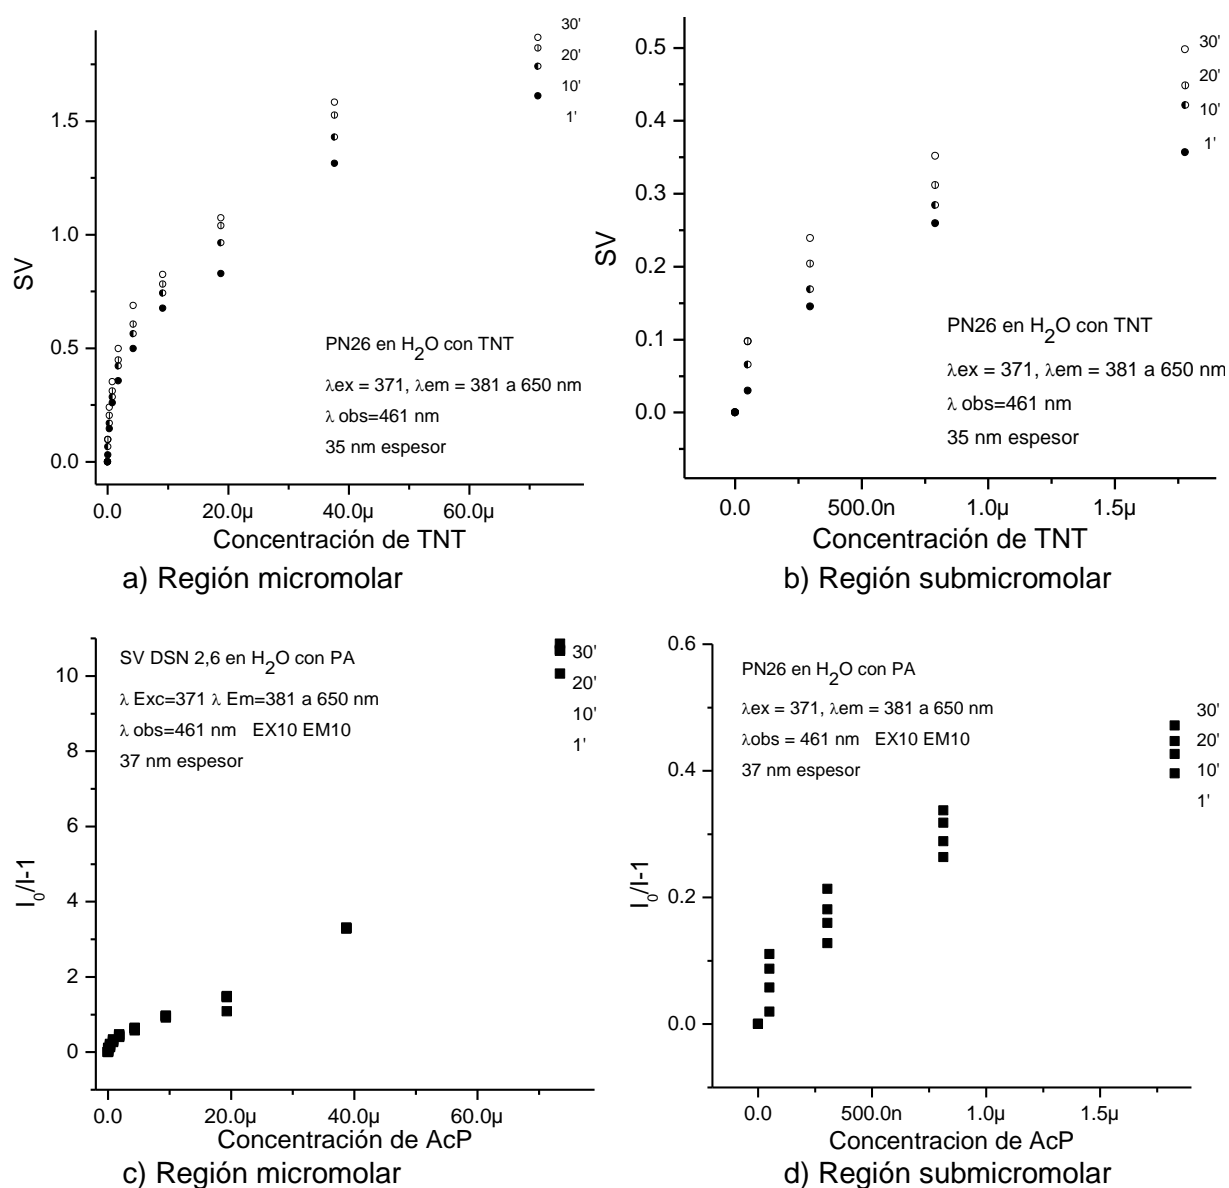 30'
20'
10'
1'
1.5
1.0
0.5
0.0
SV
PN26 en H2O con TNT
λex = 371, λem = 381 a 650 nm
λ obs=461 nm
35 nm espesor
0.0 20.0µ 40.0µ 60.0µ
Concentración de TNT
a) Región micromolar
30'
20'
10'
1'
0.5
0.4
0.3
0.2
0.1
0.0
SV
PN26 en H2O con TNT
λex = 371, λem = 381 a 650 nm
λ obs=461 nm
35 nm espesor
0.0 500.0n 1.0µ 1.5µ
Concentración de TNT
b) Región submicromolar
SV DSN 2,6 en H2O con PA
λ Exc=371 λ Em=381 a 650 nm
λ obs=461 nm EX10 EM10
37 nm espesor
30'
20'
10'
1'
10
8
6
4
2
0
I0/I-1
0.0 20.0µ 40.0µ 60.0µ
Concentración de AcP
c) Región micromolar
PN26 en H2O con PA
λex = 371, λem = 381 a 650 nm
λobs = 461 nm EX10 EM10
37 nm espesor
30'
20'
10'
1'
0.6
0.4
0.2
0.0
I0/I-1
0.0 500.0n 1.0µ 1.5µ
Concentracion de AcP
d) Región submicromolar